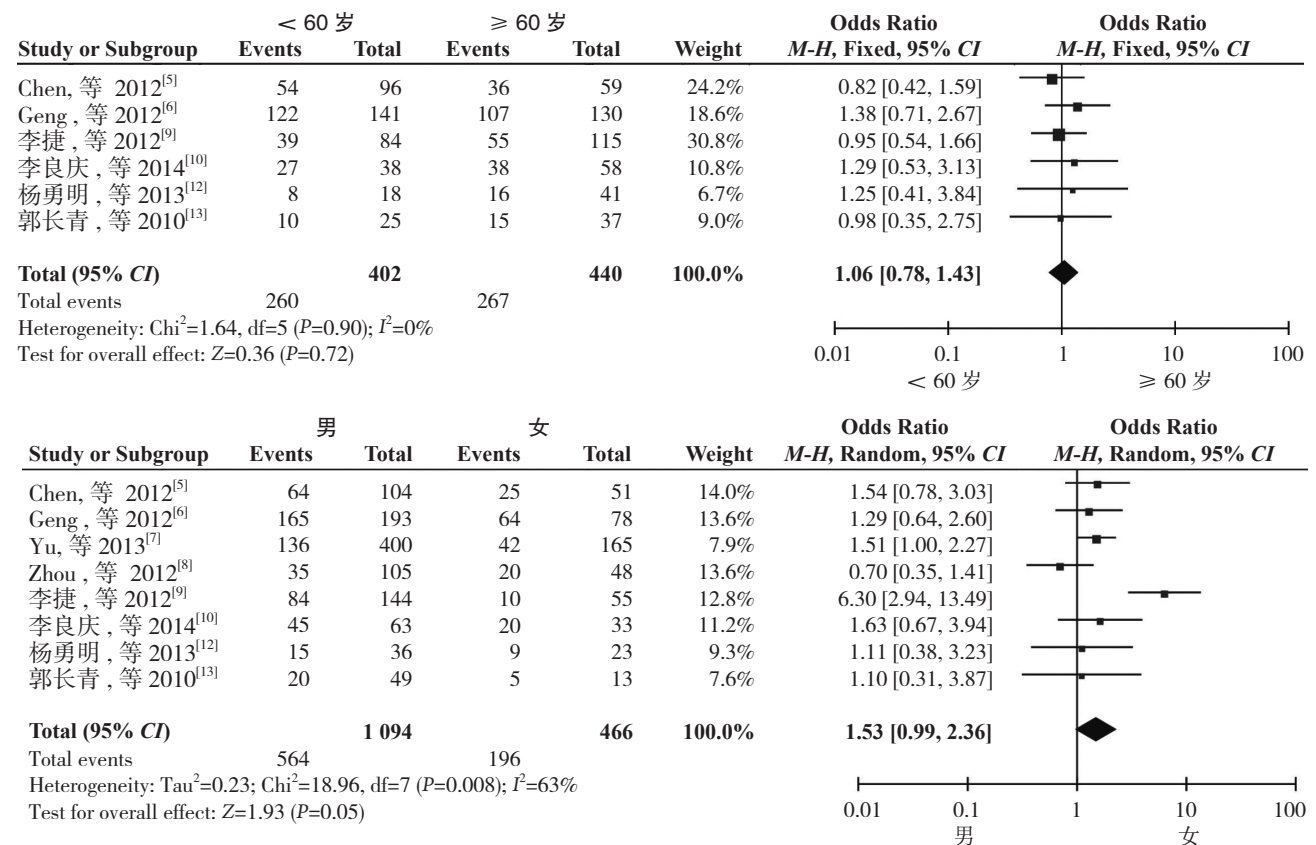 < 60 岁 ≥ 60 岁 Odds Ratio Odds Ratio
Study or Subgroup Events Total Events Total Weight M-H, Fixed, 95% CI M-H, Fixed, 95% CI
Chen, 等 2012[5] 54 96 36 59 24.2% 0.82 [0.42, 1.59]
Geng , 等 2012[6] 122 141 107 130 18.6% 1.38 [0.71, 2.67]
李捷 , 等 2012[9] 39 84 55 115 30.8% 0.95 [0.54, 1.66]
李良庆 , 等 2014[10] 27 38 38 58 10.8% 1.29 [0.53, 3.13]
杨勇明 , 等 2013[12] 8 18 16 41 6.7% 1.25 [0.41, 3.84]
郭长青 , 等 2010[13] 10 25 15 37 9.0% 0.98 [0.35, 2.75]
Total (95% CI) 402 440 100.0% 1.06 [0.78, 1.43]
Total events 260 267
Heterogeneity: Chi²=1.64, df=5 (P=0.90); I²=0%
Test for overall effect: Z=0.36 (P=0.72)
0.01 0.1 1 10 100
< 60 岁 ≥ 60 岁
男 女 Odds Ratio Odds Ratio
Study or Subgroup Events Total Events Total Weight M-H, Random, 95% CI M-H, Random, 95% CI
Chen, 等 2012[5] 64 104 25 51 14.0% 1.54 [0.78, 3.03]
Geng , 等 2012[6] 165 193 64 78 13.6% 1.29 [0.64, 2.60]
Yu, 等 2013[7] 136 400 42 165 7.9% 1.51 [1.00, 2.27]
Zhou , 等 2012[8] 35 105 20 48 13.6% 0.70 [0.35, 1.41]
李捷 , 等 2012[9] 84 144 10 55 12.8% 6.30 [2.94, 13.49]
李良庆 , 等 2014[10] 45 63 20 33 11.2% 1.63 [0.67, 3.94]
杨勇明 , 等 2013[12] 15 36 9 23 9.3% 1.11 [0.38, 3.23]
郭长青 , 等 2010[13] 20 49 5 13 7.6% 1.10 [0.31, 3.87]
Total (95% CI) 1 094 466 100.0% 1.53 [0.99, 2.36]
Total events 564 196
Heterogeneity: Tau²=0.23; Chi²=18.96, df=7 (P=0.008); I²=63%
Test for overall effect: Z=1.93 (P=0.05)
0.01 0.1 1 10 100
男 女